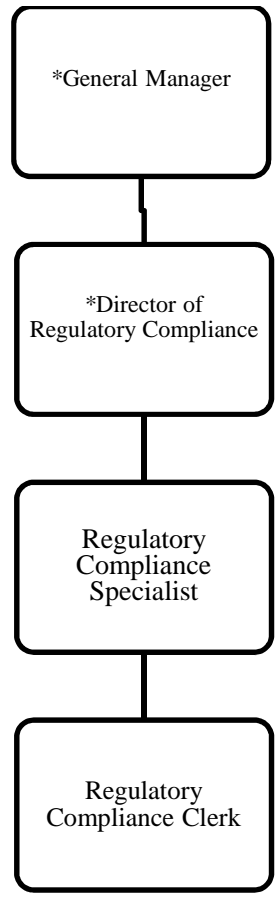 *General Manager
*Director of
Regulatory Compliance
Regulatory
Compliance
Specialist
Regulatory
Compliance Clerk